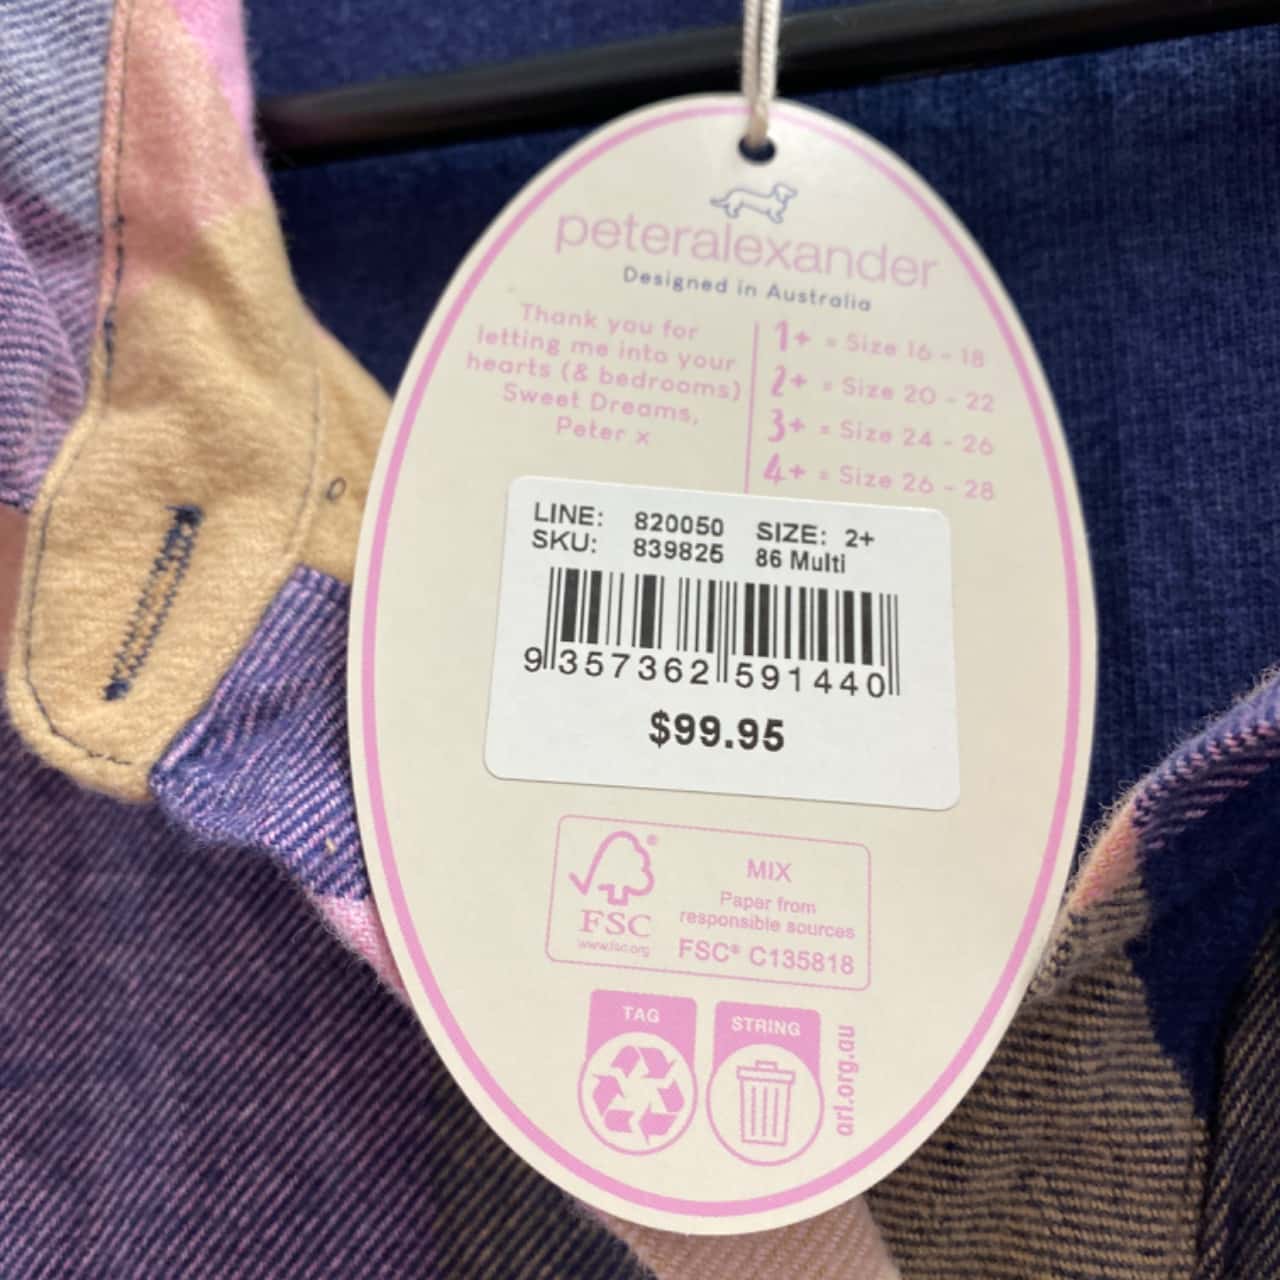 peteralexander
Designed in Australia
Thank you for
letting me into your
hearts (& bedrooms)
Sweet Dreams,
Peter x
1+ = Size 16 - 18
2+ = Size 20 - 22
3+ = Size 24 - 26
4+ = Size 26 - 28
LINE: 820050 SIZE: 2+
SKU: 839825 86 Multi
9 357362 591440
$99.95
FSC
www.fsc.org
MIX
Paper from
responsible sources
FSC® C135818
TAG
STRING
arl.org.au